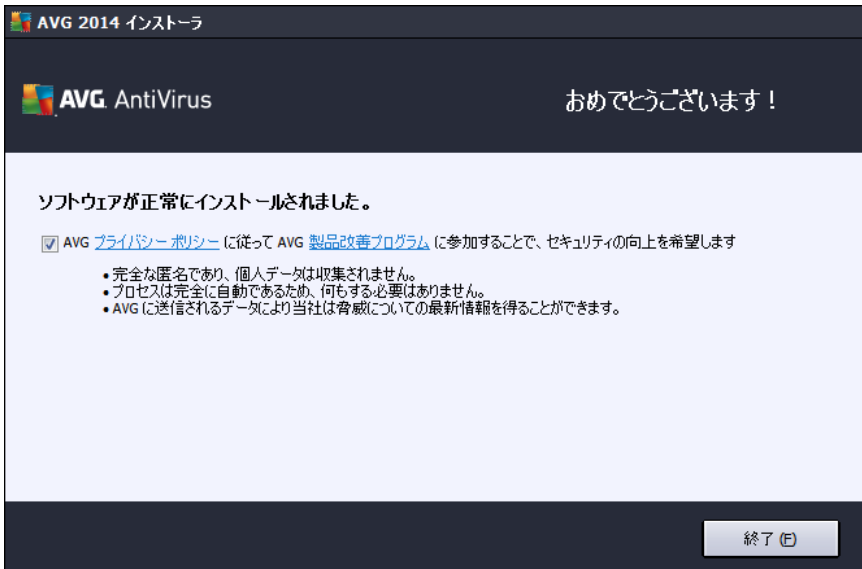 AVG 2014 インストーラ
AVG AntiVirus
おめでとうございます！
ソフトウェアが正常にインストールされました。
AVG プライバシー ポリシー に従って AVG 製品改善プログラム に参加することで、セキュリティの向上を希望します
• 完全な匿名であり、個人データは収集されません。
• プロセスは完全に自動であるため、何もする必要はありません。
• AVG に送信されるデータにより当社は脅威についての最新情報を得ることができます。
終了 (F)